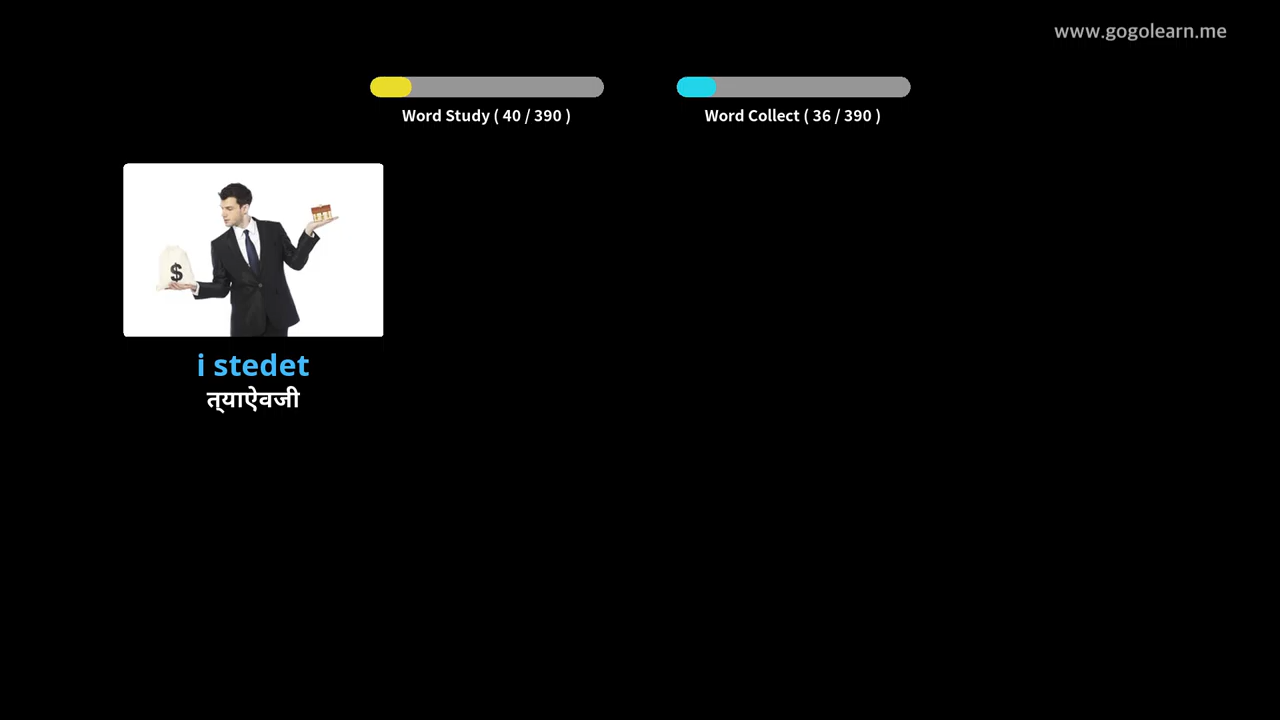 www.gogolearn.me
Word Study ( 40 / 390 )
Word Collect ( 36 / 390 )
$
i stedet
त्याऐवजी